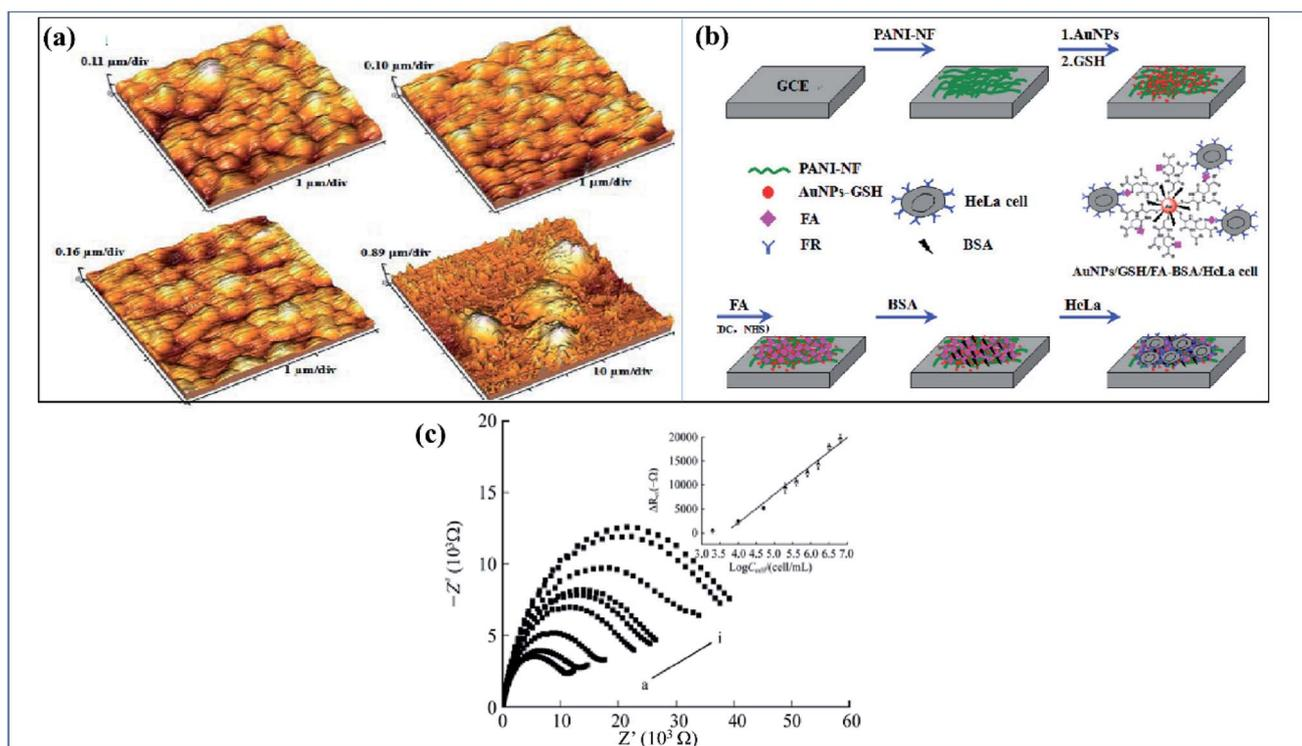 (a)
0.11 µm/div
1 µm/div
0.10 µm/div
1 µm/div
0.16 µm/div
1 µm/div
0.89 µm/div
10 µm/div
(b)
PANI-NF
1.AuNPs
2.GSH
GCE
PANI-NF
AuNPs-GSH
FA
FR
HeLa cell
BSA
AuNPs/GSH/FA-BSA/HeLa cell
FA
(DC, NHS)
BSA
HeLa
(c)
20
15
10
5
0
-Z' (10³Ω)
0 10 20 30 40 50 60
Z' (10³ Ω)
a
i
20000
15000
10000
5000
0
3.0 3.5 4.0 4.5 5.0 5.5 6.0 6.5 7.0
LogC_cell/(cell/mL)